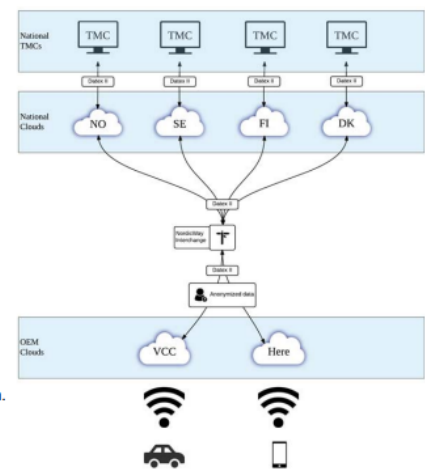 National
TMCs
TMC
TMC
TMC
TMC
Datex II
Datex II
Datex II
Datex II
National
Clouds
NO
SE
FI
DK
Datex II
NordicWay
Interchange
Datex II
Anonymized data
OEM
Clouds
VCC
Here